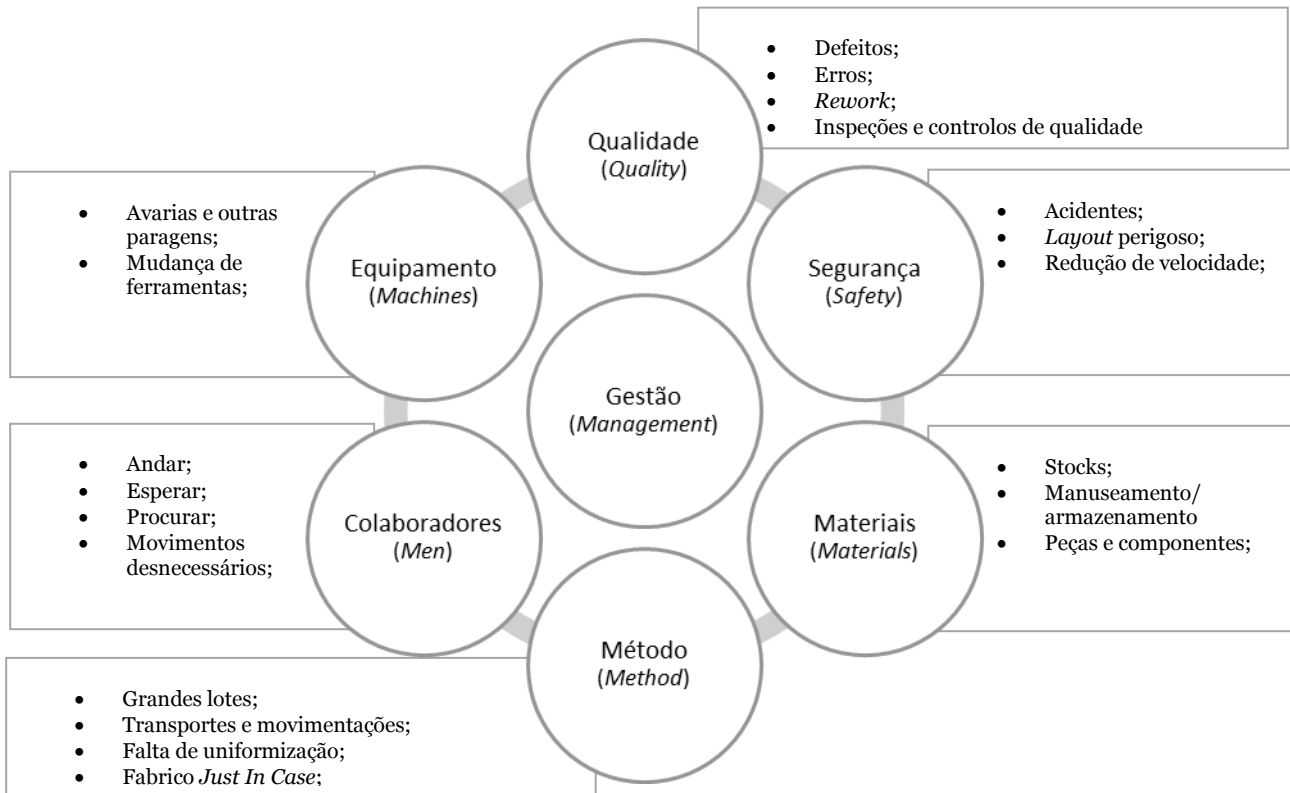 • Defeitos;
• Erros;
• Rework;
• Inspeções e controlos de qualidade
Qualidade
(Quality)
• Avarias e outras
paragens;
• Mudança de
ferramentas;
Equipamento
(Machines)
Segurança
(Safety)
• Acidentes;
• Layout perigoso;
• Redução de velocidade;
Gestão
(Management)
• Andar;
• Esperar;
• Procurar;
• Movimentos
desnecessários;
Colaboradores
(Men)
Materiais
(Materials)
• Stocks;
• Manuseamento/
armazenamento
• Peças e componentes;
Método
(Method)
• Grandes lotes;
• Transportes e movimentações;
• Falta de uniformização;
• Fabrico Just In Case;